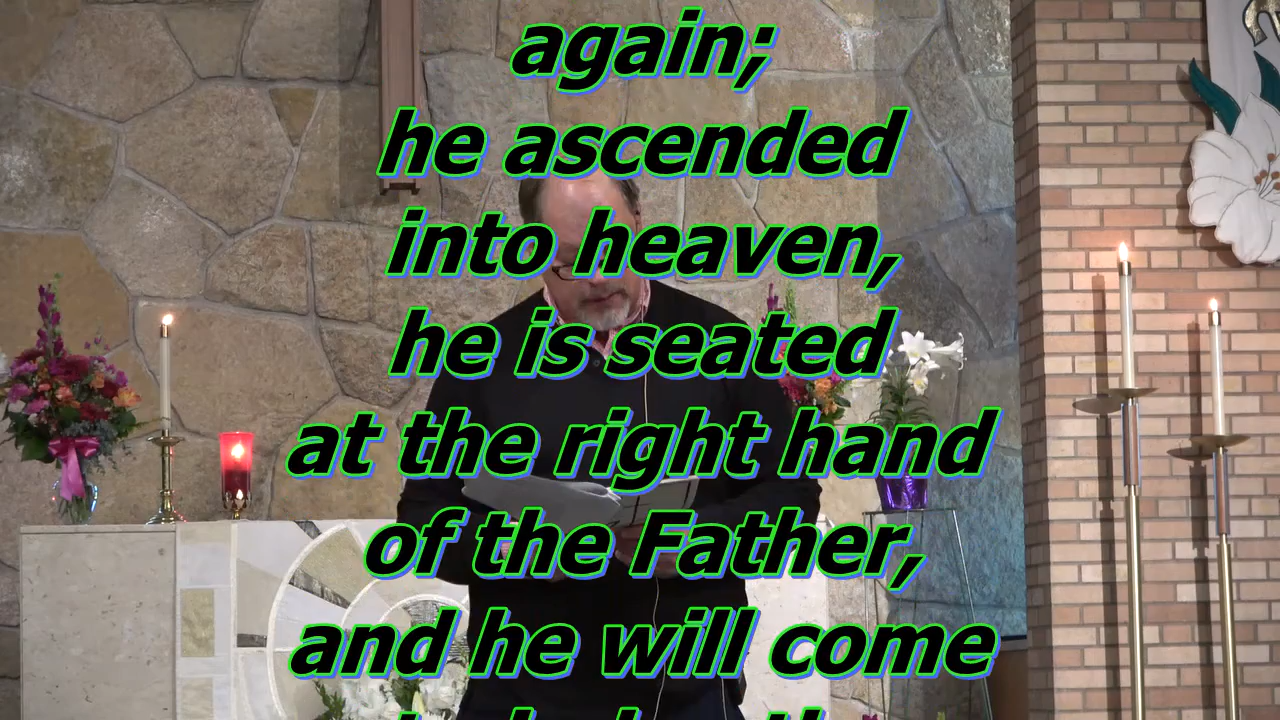 again;
he ascended
into heaven,
he is seated
at the right hand
of the Father,
and he will come